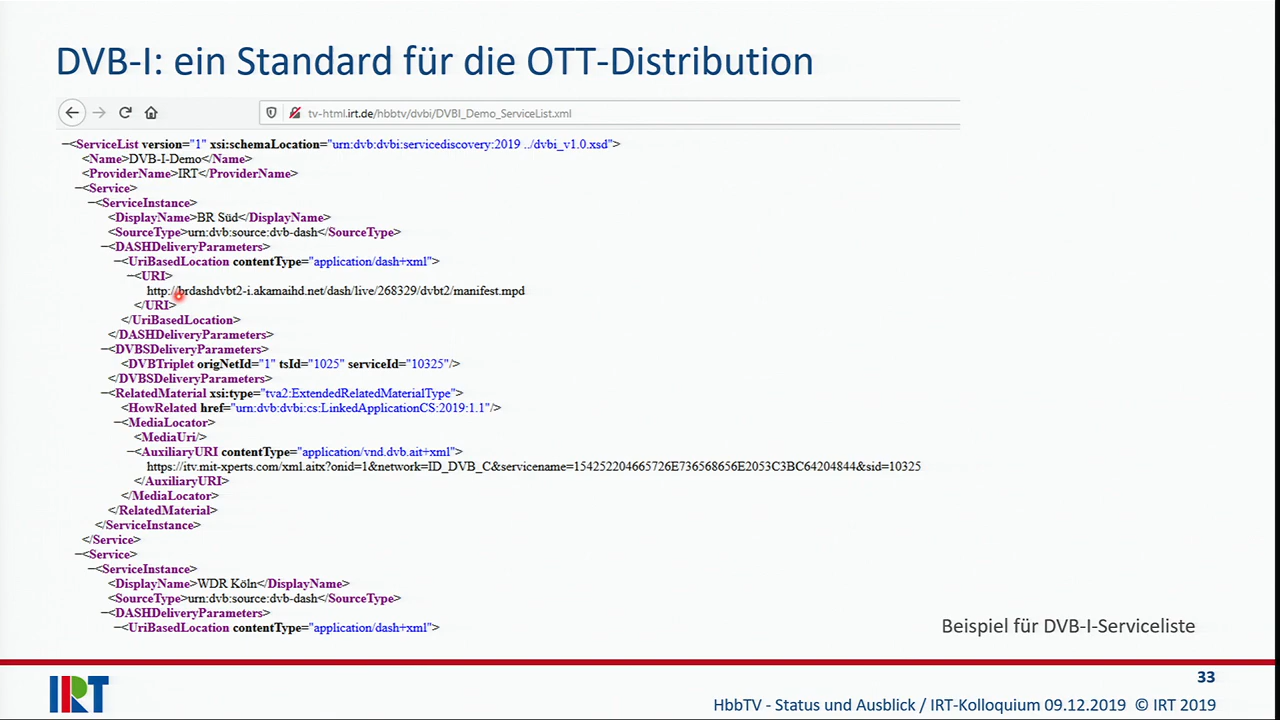 DVB-I: ein Standard für die OTT-Distribution
tv-html.irt.de/hbbtv/dvbi/DVBI_Demo_ServiceList.xml
−<ServiceList version="1" xsi:schemaLocation="urn:dvb:dvbi:servicediscovery:2019 ../dvbi_v1.0.xsd">
<Name>DVB-I-Demo</Name>
<ProviderName>IRT</ProviderName>
−<Service>
−<ServiceInstance>
<DisplayName>BR Süd</DisplayName>
<SourceType>urn:dvb:source:dvb-dash</SourceType>
−<DASHDeliveryParameters>
−<UriBasedLocation contentType="application/dash+xml">
−<URI>
http://brdashdvbt2-i.akamaihd.net/dash/live/268329/dvbt2/manifest.mpd
</URI>
</UriBasedLocation>
</DASHDeliveryParameters>
−<DVBSDeliveryParameters>
<DVBTriplet origNetId="1" tsId="1025" serviceId="10325"/>
</DVBSDeliveryParameters>
−<RelatedMaterial xsi:type="tva2:ExtendedRelatedMaterialType">
<HowRelated href="urn:dvb:dvbi:cs:LinkedApplicationCS:2019:1.1"/>
−<MediaLocator>
<MediaUri/>
−<AuxiliaryURI contentType="application/vnd.dvb.ait+xml">
https://itv.mit-xperts.com/xml.aitx?onid=1&network=ID_DVB_C&servicename=154252204665726E736568656E2053C3BC64204844&sid=10325
</AuxiliaryURI>
</MediaLocator>
</RelatedMaterial>
</ServiceInstance>
</Service>
−<Service>
−<ServiceInstance>
<DisplayName>WDR Köln</DisplayName>
<SourceType>urn:dvb:source:dvb-dash</SourceType>
−<DASHDeliveryParameters>
−<UriBasedLocation contentType="application/dash+xml">
Beispiel für DVB-I-Serviceliste
33
IRT
HbbTV - Status und Ausblick / IRT-Kolloquium 09.12.2019 © IRT 2019